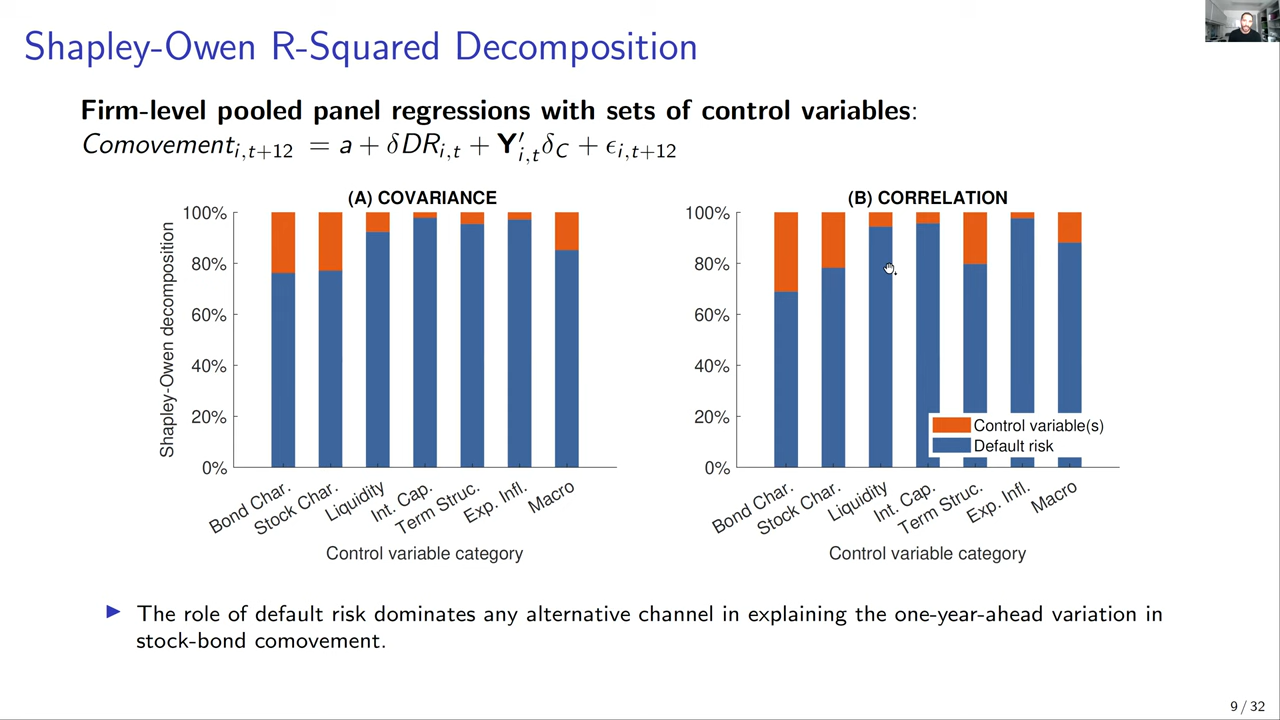 Shapley-Owen R-Squared Decomposition
Firm-level pooled panel regressions with sets of control variables:
Comovement_{i,t+12} = a + δDR_{i,t} + Y′_{i,t}δ_C + ϵ_{i,t+12}
(A) COVARIANCE
Shapley-Owen decomposition
100%
80%
60%
40%
20%
0%
Bond Char.
Stock Char.
Liquidity
Int. Cap.
Term Struc.
Exp. Infl.
Macro
Control variable category
(B) CORRELATION
100%
80%
60%
40%
20%
0%
Control variable(s)
Default risk
Bond Char.
Stock Char.
Liquidity
Int. Cap.
Term Struc.
Exp. Infl.
Macro
Control variable category
The role of default risk dominates any alternative channel in explaining the one-year-ahead variation in
stock-bond comovement.
9 / 32